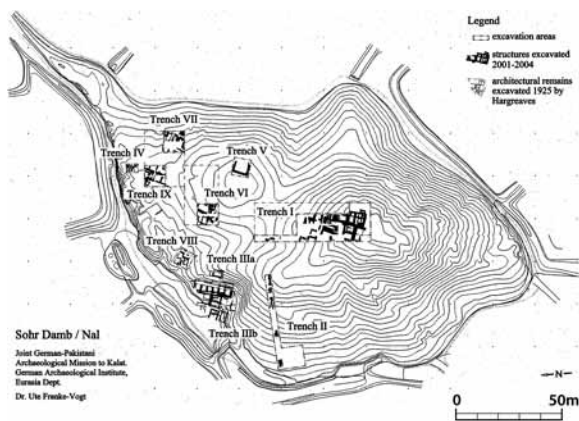 Legend
excavation areas
structures excavated
2001-2004
architectural remains
excavated 1925 by
Hargreaves
Trench VII
Trench IV
Trench V
Trench IX
Trench VI
Trench I
Trench VIII
Trench IIIa
Trench IIIb
Trench II
Sohr Damb / Nal
Joint German-Pakistani
Archaeological Mission to Kalat.
German Archaeological Institute,
Eurasia Dept.
Dr. Ute Franke-Vogt
N
0 50m